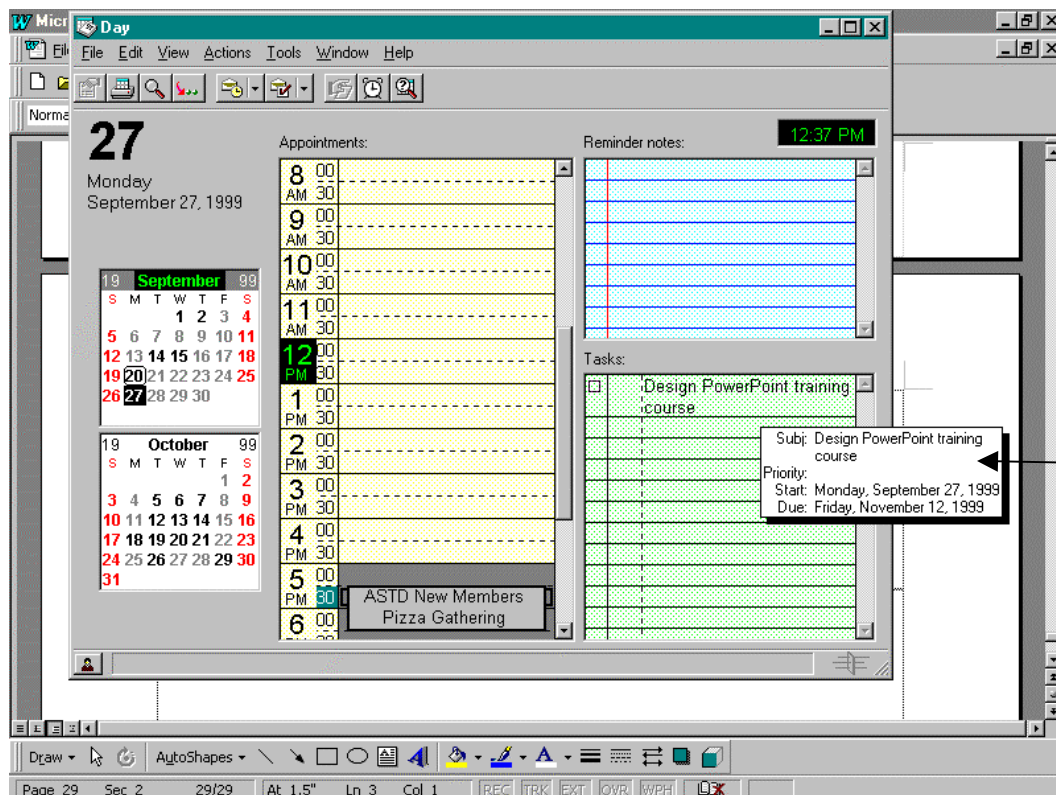 Micr
Day
File Edit View Actions Tools Window Help
Norma
27
Monday
September 27, 1999
Appointments:
Reminder notes:
12:37 PM
8 00
AM 30
9 00
AM 30
10 00
AM 30
11 00
AM 30
12 00
PM 30
1 00
PM 30
2 00
PM 30
3 00
PM 30
4 00
PM 30
5 00
PM 30
6 00
ASTD New Members
Pizza Gathering
19 September 99
S M T W T F S
1 2 3 4
5 6 7 8 9 10 11
12 13 14 15 16 17 18
19 20 21 22 23 24 25
26 27 28 29 30
19 October 99
S M T W T F S
1 2
3 4 5 6 7 8 9
10 11 12 13 14 15 16
17 18 19 20 21 22 23
24 25 26 27 28 29 30
31
Tasks:
Design PowerPoint training
course
Subj: Design PowerPoint training
course
Priority:
Start: Monday, September 27, 1999
Due: Friday, November 12, 1999
Draw AutoShapes
Page 29 Sec 2 29/29 At 1.5" Ln 3 Col 1 REC TRK EXT OVR WPH